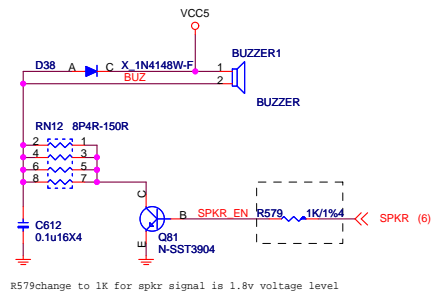 VCC5
D38 A C X_1N4148W-F
BUZZER1
BUZ
1
2
BUZZER
RN12 8P4R-150R
2 1
4 3
6 5
8 7
C
B SPKR_EN R579 1K/1%4 SPKR (6)
C612
0.1u16X4
E
Q81
N-SST3904
R579change to 1K for spkr signal is 1.8v voltage level